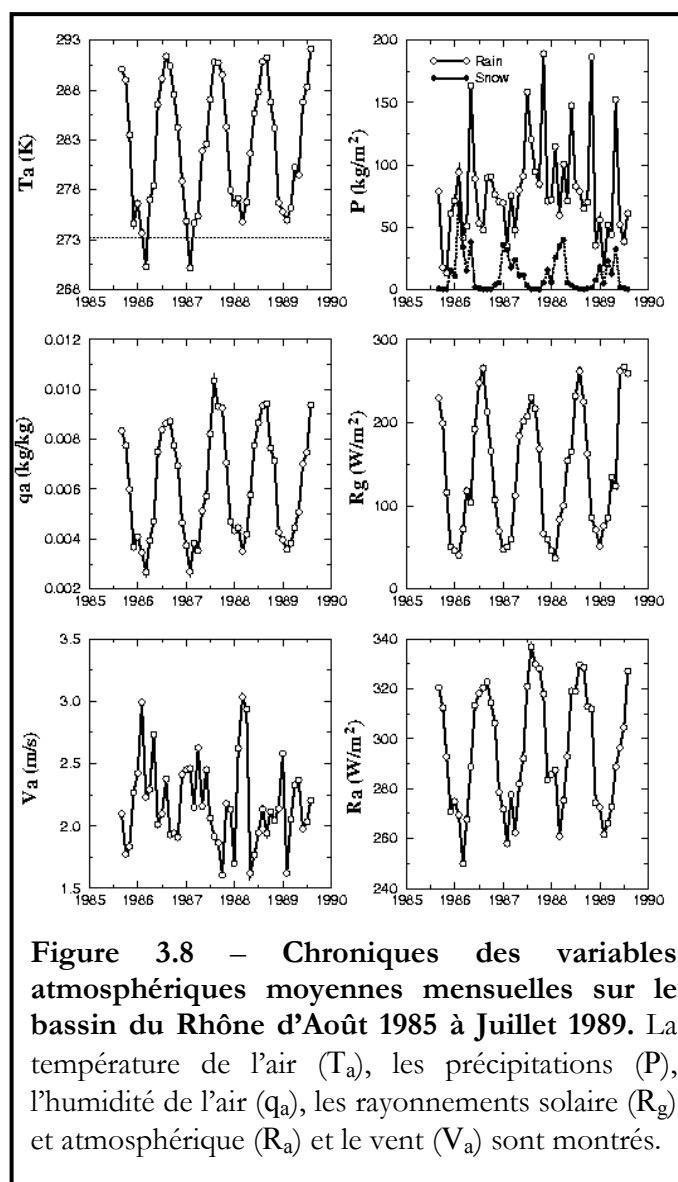 293
288
283
278
273
268
Ta (K)
1985 1986 1987 1988 1989 1990
200
150
100
50
0
P (kg/m²)
Rain
Snow
1985 1986 1987 1988 1989 1990
0.012
0.010
0.008
0.006
0.004
0.002
qa (kg/kg)
1985 1986 1987 1988 1989 1990
300
200
100
0
Rg (W/m²)
1985 1986 1987 1988 1989 1990
3.5
3.0
2.5
2.0
1.5
Va (m/s)
1985 1986 1987 1988 1989 1990
340
320
300
280
260
240
Ra (W/m²)
1985 1986 1987 1988 1989 1990
Figure 3.8 – Chroniques des variables
atmosphériques moyennes mensuelles sur le
bassin du Rhône d'Août 1985 à Juillet 1989. La
température de l'air (Ta), les précipitations (P),
l'humidité de l'air (qa), les rayonnements solaire (Rg)
et atmosphérique (Ra) et le vent (Va) sont montrés.